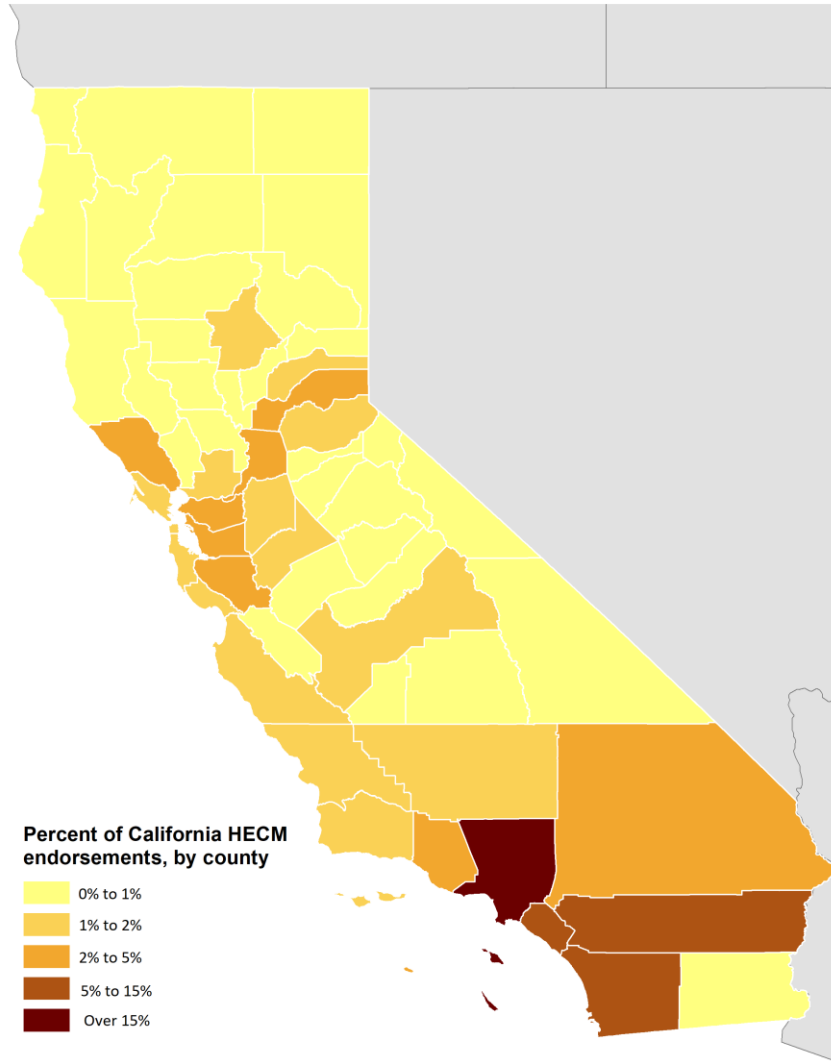 Percent of California HECM
endorsements, by county
0% to 1%
1% to 2%
2% to 5%
5% to 15%
Over 15%